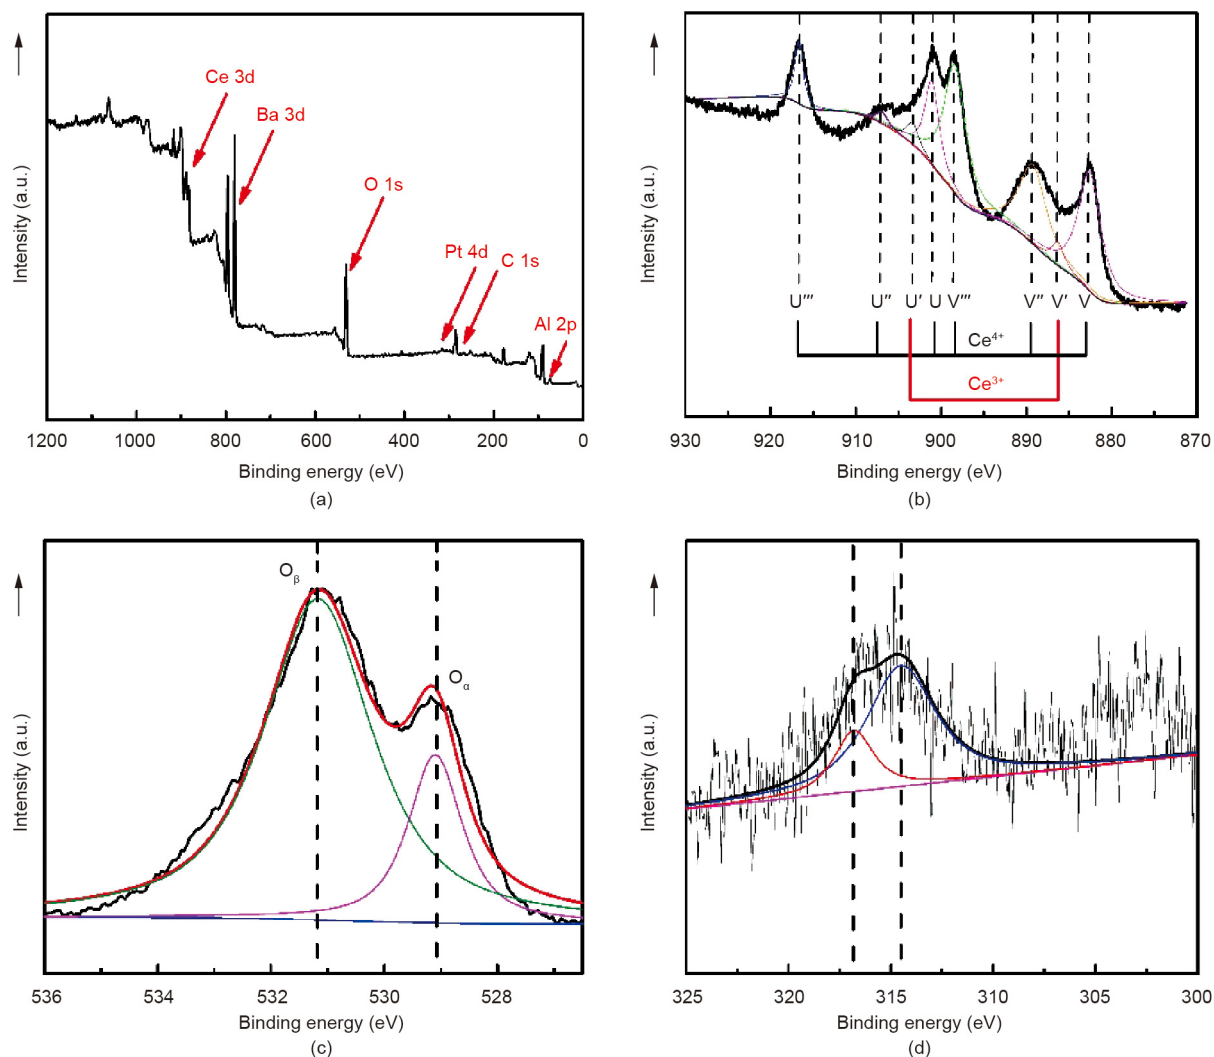 Intensity (a.u.)
Ce 3d
Ba 3d
O 1s
Pt 4d
C 1s
Al 2p
1200 1000 800 600 400 200 0
Binding energy (eV)
(a)
Intensity (a.u.)
U‴ U″ U′ U V‴′ V″ V′ V
Ce⁴⁺
Ce³⁺
930 920 910 900 890 880 870
Binding energy (eV)
(b)
Intensity (a.u.)
Oβ
Oα
536 534 532 530 528
Binding energy (eV)
(c)
Intensity (a.u.)
325 320 315 310 305 300
Binding energy (eV)
(d)